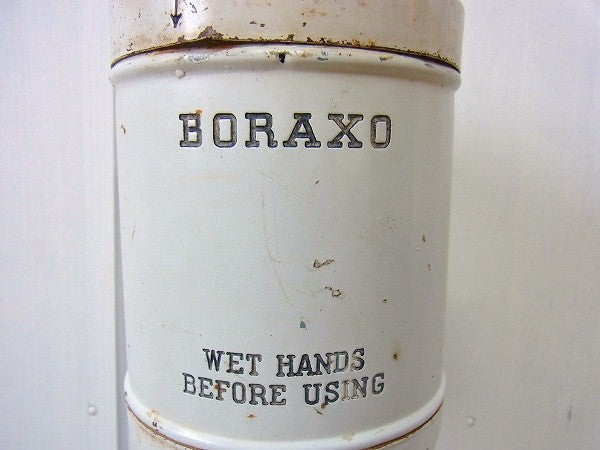 BORAXO
WET HANDS
BEFORE USING